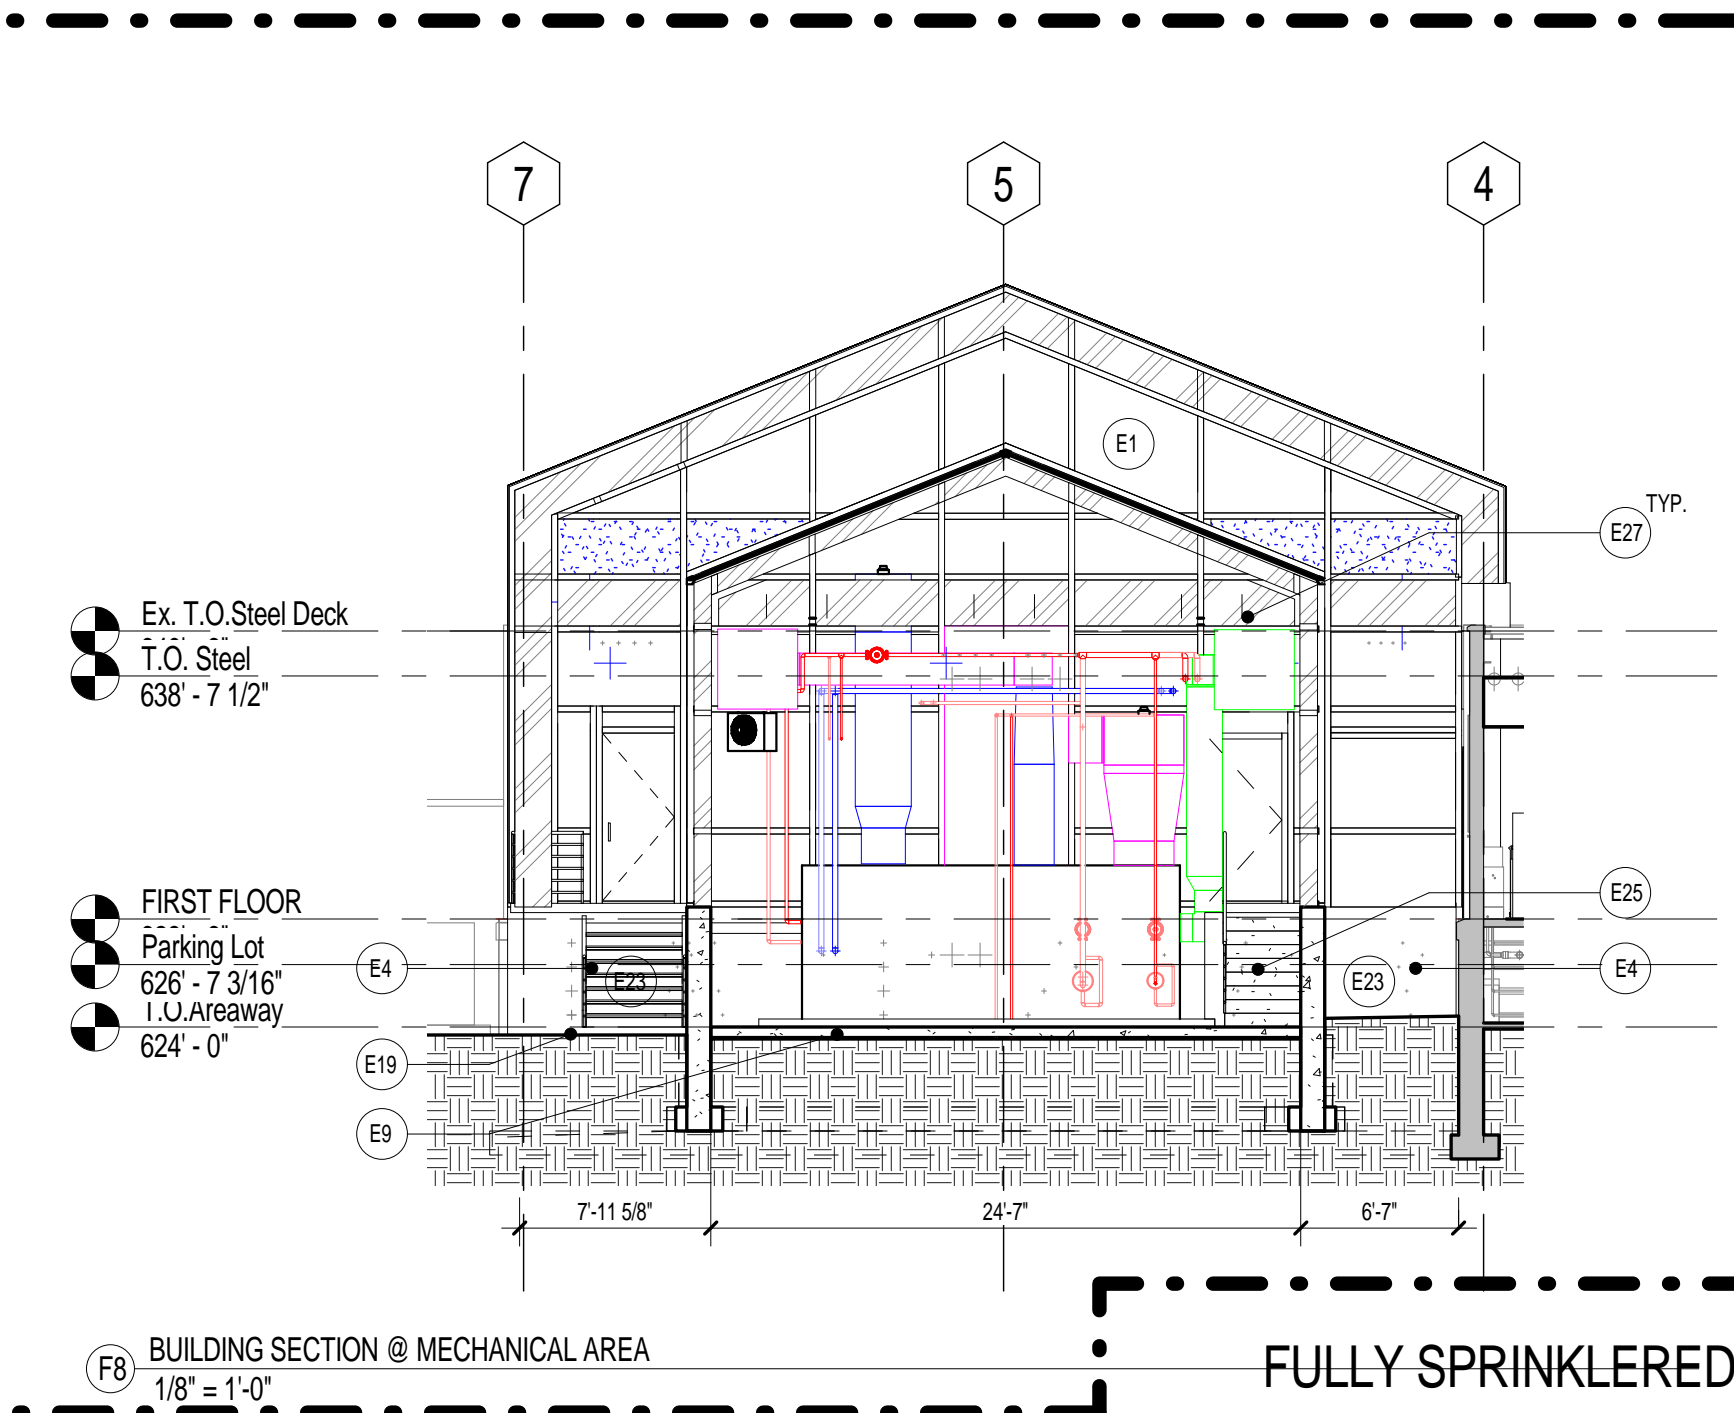 7
5
4
E1
TYP.
E27
Ex. T.O.Steel Deck
T.O. Steel
638' - 7 1/2"
FIRST FLOOR
E25
Parking Lot
626' - 7 3/16"
E4
E23
E23
E4
T.O.Areaway
624' - 0"
E19
E9
7'-11 5/8"
24'-7"
6'-7"
F8
BUILDING SECTION @ MECHANICAL AREA
1/8" = 1'-0"
FULLY SPRINKLERED